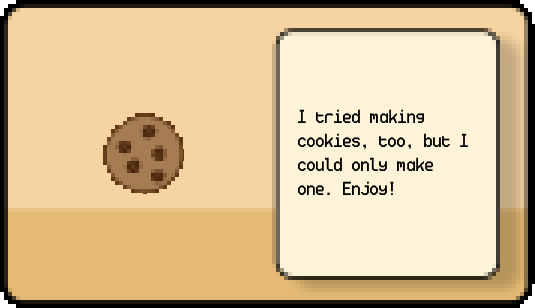 I tried making
cookies, too, but I
could only make
one. Enjoy!